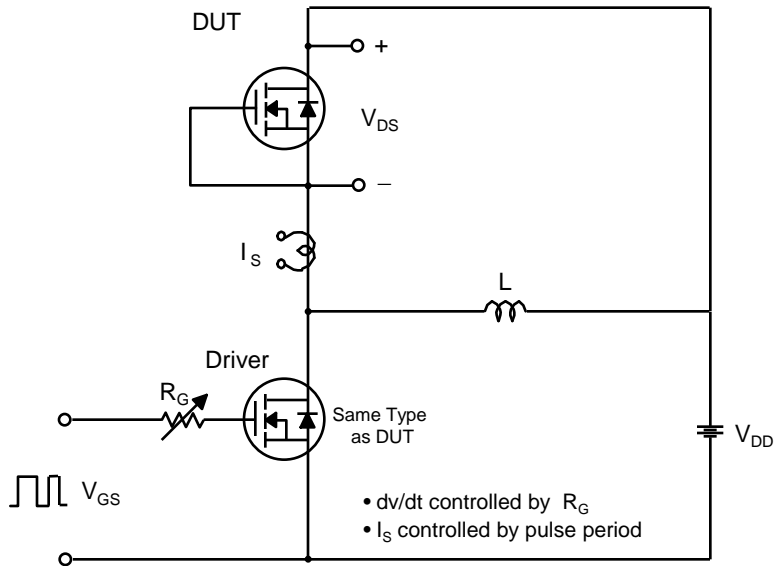 DUT
+
V_DS
−
I_S
L
Driver
R_G
Same Type
as DUT
V_DD
V_GS
• dv/dt controlled by R_G
• I_S controlled by pulse period